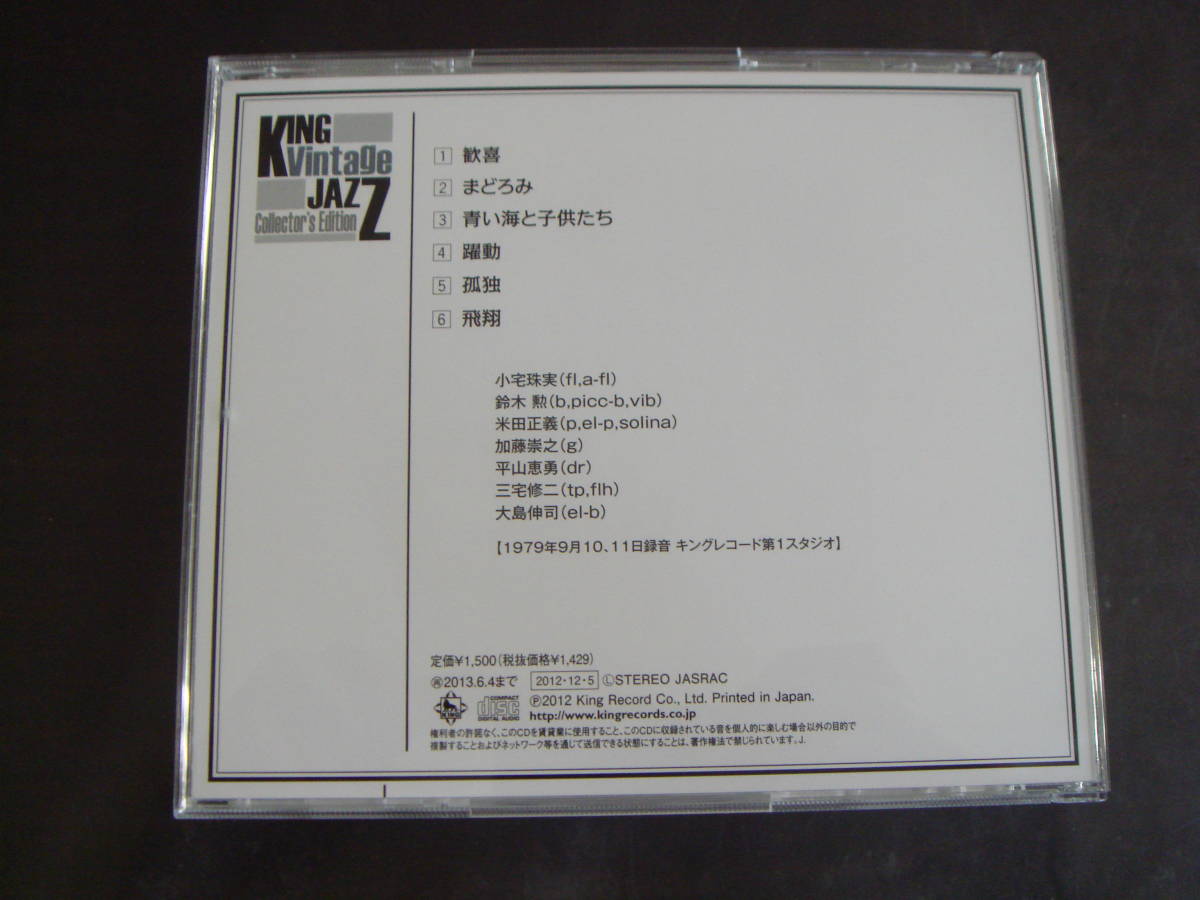 KING
Vintage
JAZZ
Collector's Edition
1 歓喜
2 まどろみ
3 青い海と子供たち
4 躍動
5 孤独
6 飛翔
小宅珠実(fl,a-fl)
鈴木 勲(b,picc-b,vib)
米田正義(p,el-p,solina)
加藤崇之(g)
平山恵勇(dr)
三宅修二(tp,flh)
大島伸司(el-b)
【1979年9月10、11日録音 キングレコード第1スタジオ】
定価¥1,500(税抜価格¥1,429)
2013.6.4まで 2012・12・5 ⓁSTEREO JASRAC
COMPACT disc DIGITAL AUDIO ℗2012 King Record Co., Ltd. Printed in Japan.
http://www.kingrecords.co.jp
権利者の許諾なく、このCDを賃貸業に使用すること、このCDに収録されている音を個人的に楽しむ場合以外の目的で
複製することおよびネットワーク等を通じて送信できる状態にすることは、著作権法で禁じられています。J.